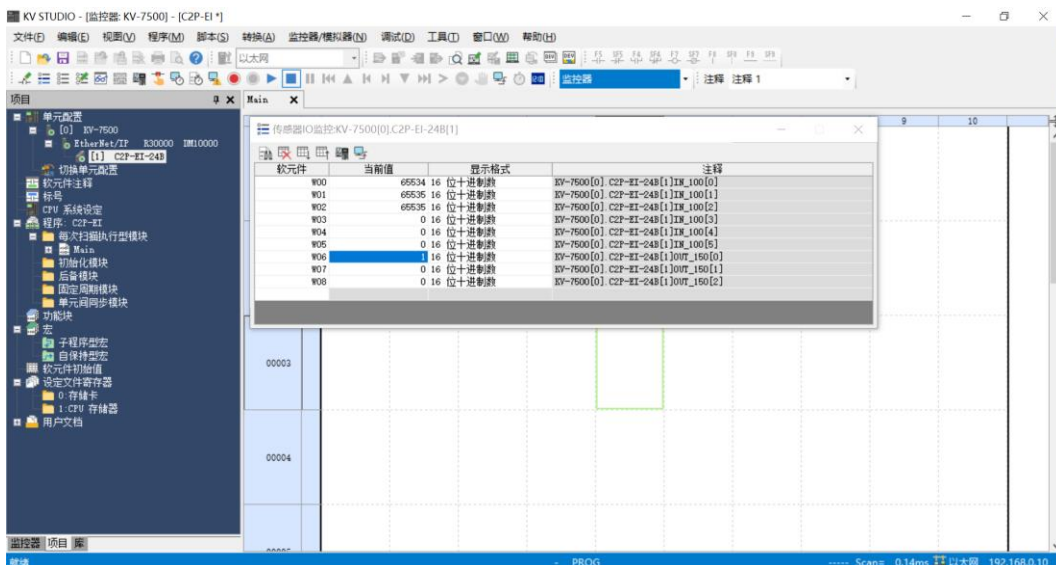 KV STUDIO - [监控器: KV-7500] - [C2P-EI *]
文件(F) 编辑(E) 视图(V) 程序(M) 脚本(S) 转换(A) 监控器/模拟器(N) 调试(D) 工具(T) 窗口(W) 帮助(H)
以太网
监控器 注释 注释 1
项目 Main
单元配置
[0] KV-7500
EtherNet/IP R30000 DM10000
[1] C2P-EI-24B
切换单元配置
软元件注释
标号
CPU 系统设定
程序: C2P-EI
每次扫描执行型模块
Main
初始化模块
后备模块
固定周期模块
单元间同步模块
功能块
宏
子程序型宏
自保持型宏
软元件初始值
设定文件寄存器
0:存储卡
1:CPU 存储器
用户文档
监控器 项目 库
9 10
传感器IO监控:KV-7500[0].C2P-EI-24B[1]
软元件 当前值 显示格式 注释
W00 65534 16 位十进制数 KV-7500[0].C2P-EI-24B[1]IN_100[0]
W01 65535 16 位十进制数 KV-7500[0].C2P-EI-24B[1]IN_100[1]
W02 65535 16 位十进制数 KV-7500[0].C2P-EI-24B[1]IN_100[2]
W03 0 16 位十进制数 KV-7500[0].C2P-EI-24B[1]IN_100[3]
W04 0 16 位十进制数 KV-7500[0].C2P-EI-24B[1]IN_100[4]
W05 0 16 位十进制数 KV-7500[0].C2P-EI-24B[1]IN_100[5]
W06 1 16 位十进制数 KV-7500[0].C2P-EI-24B[1]OUT_150[0]
W07 0 16 位十进制数 KV-7500[0].C2P-EI-24B[1]OUT_150[1]
W08 0 16 位十进制数 KV-7500[0].C2P-EI-24B[1]OUT_150[2]
00003
00004
就绪 - PROG ----- Scan= 0.14ms 以太网 192.168.0.10